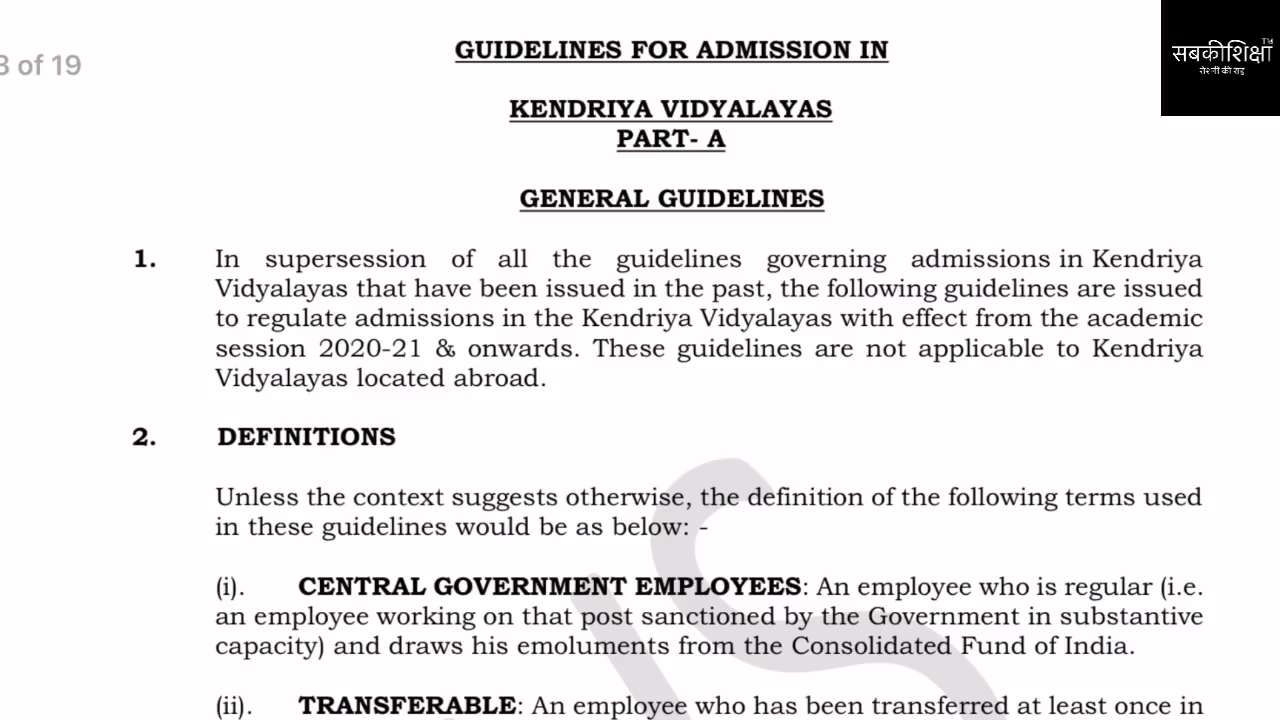 GUIDELINES FOR ADMISSION IN
सबकीशिक्षा TM
रोशनी की राह
3 of 19
KENDRIYA VIDYALAYAS
PART- A
GENERAL GUIDELINES
1. In supersession of all the guidelines governing admissions in Kendriya
Vidyalayas that have been issued in the past, the following guidelines are issued
to regulate admissions in the Kendriya Vidyalayas with effect from the academic
session 2020-21 & onwards. These guidelines are not applicable to Kendriya
Vidyalayas located abroad.
2. DEFINITIONS
Unless the context suggests otherwise, the definition of the following terms used
in these guidelines would be as below: -
(i). CENTRAL GOVERNMENT EMPLOYEES: An employee who is regular (i.e.
an employee working on that post sanctioned by the Government in substantive
capacity) and draws his emoluments from the Consolidated Fund of India.
(ii). TRANSFERABLE: An employee who has been transferred at least once in